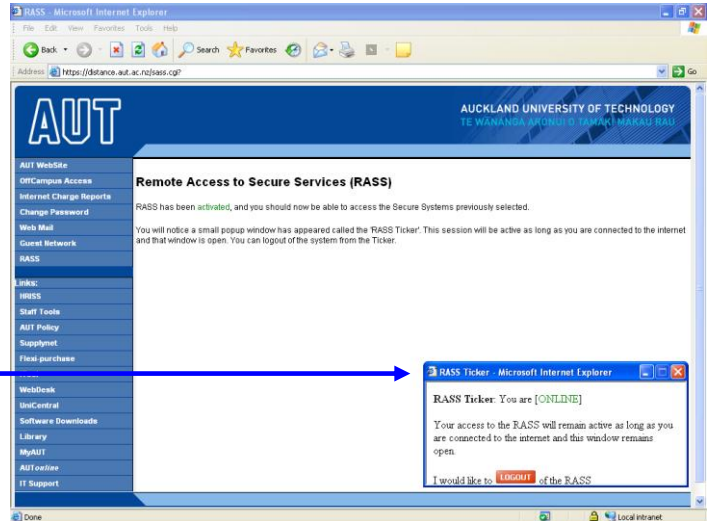 RASS - Microsoft Internet Explorer
File Edit View Favorites Tools Help
Back Search Favorites
Address https://distance.aut.ac.nz/sass.cgi? Go
AUT
AUCKLAND UNIVERSITY OF TECHNOLOGY
TE WĀNANGA ARONUI O TAMAKI MAKAU RAU
AUT WebSite
OffCampus Access
Internet Charge Reports
Change Password
Web Mail
Guest Network
RASS
Links:
HRISS
Staff Tools
AUT Policy
Supplynet
Flexi-purchase
WebDesk
UniCentral
Software Downloads
Library
MyAUT
AUTonline
IT Support
Remote Access to Secure Services (RASS)
RASS has been activated, and you should now be able to access the Secure Systems previously selected.
You will notice a small popup window has appeared called the 'RASS Ticker'. This session will be active as long as you are connected to the internet
and that window is open. You can logout of the system from the Ticker.
RASS Ticker - Microsoft Internet Explorer
RASS Ticker: You are [ONLINE]
Your access to the RASS will remain active as long as you
are connected to the internet and this window remains
open.
I would like to LOGOUT of the RASS
Done Local intranet